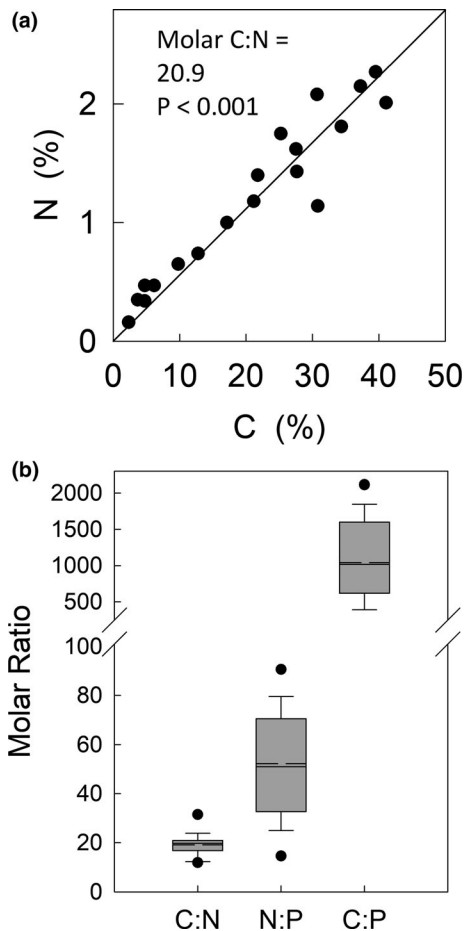 (a)
Molar C:N =
20.9
P < 0.001
N (%)
2
1
0
0 10 20 30 40 50
C (%)
(b)
Molar Ratio
2000
1500
1000
500
100
80
60
40
20
0
C:N N:P C:P